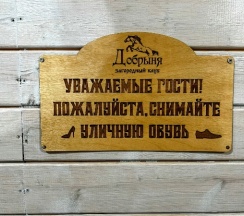 Добрыня
загородный клуб
УВАЖАЕМЫЕ ГОСТИ!
ПОЖАЛУЙСТА, СНИМАЙТЕ
УЛИЧНУЮ ОБУВЬ